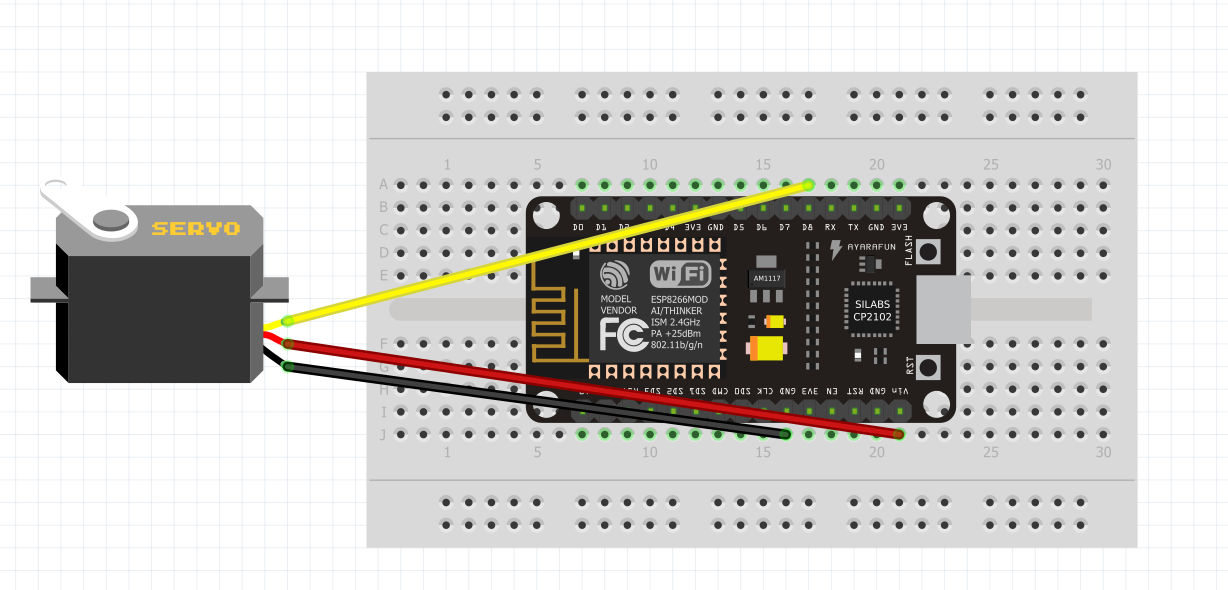 1 5 10 15 20 25 30
A
B
C
D
E
F
G
H
I
J
SERVO
D0 D1 D2 D4 3V3 GND D5 D6 D7 D8 RX TX GND 3V3
AYARAFUN
FLASH
WiFi
MODEL
VENDOR
ESP8266MOD
AI/THINKER
ISM 2.4GHz
PA +25dBm
802.11b/g/n
FC
AM1117
SILABS
CP2102
RST
SD3 SD2 SD1 CMD SD0 CLK GND 3V3 EN RST GND Vin
1 5 10 15 20 25 30